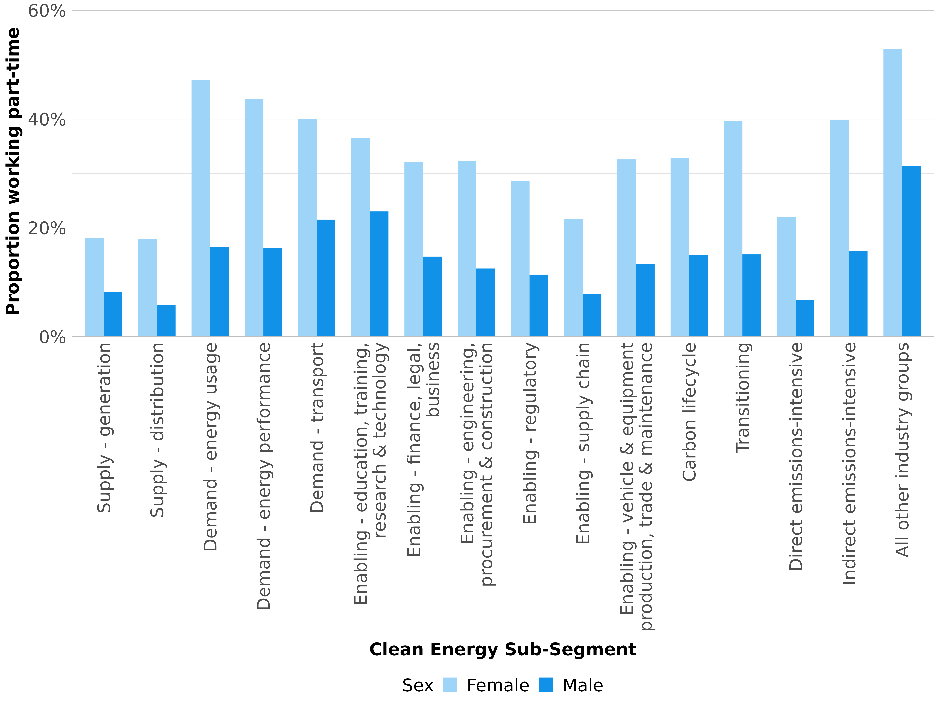 Proportion working part-time
60%
40%
20%
0%
Supply - generation
Supply - distribution
Demand - energy usage
Demand - energy performance
Demand - transport
Enabling - education, training,
research & technology
Enabling - finance, legal,
business
Enabling - engineering,
procurement & construction
Enabling - regulatory
Enabling - supply chain
Enabling - vehicle & equipment
production, trade & maintenance
Carbon lifecycle
Transitioning
Direct emissions-intensive
Indirect emissions-intensive
All other industry groups
Clean Energy Sub-Segment
Sex Female Male